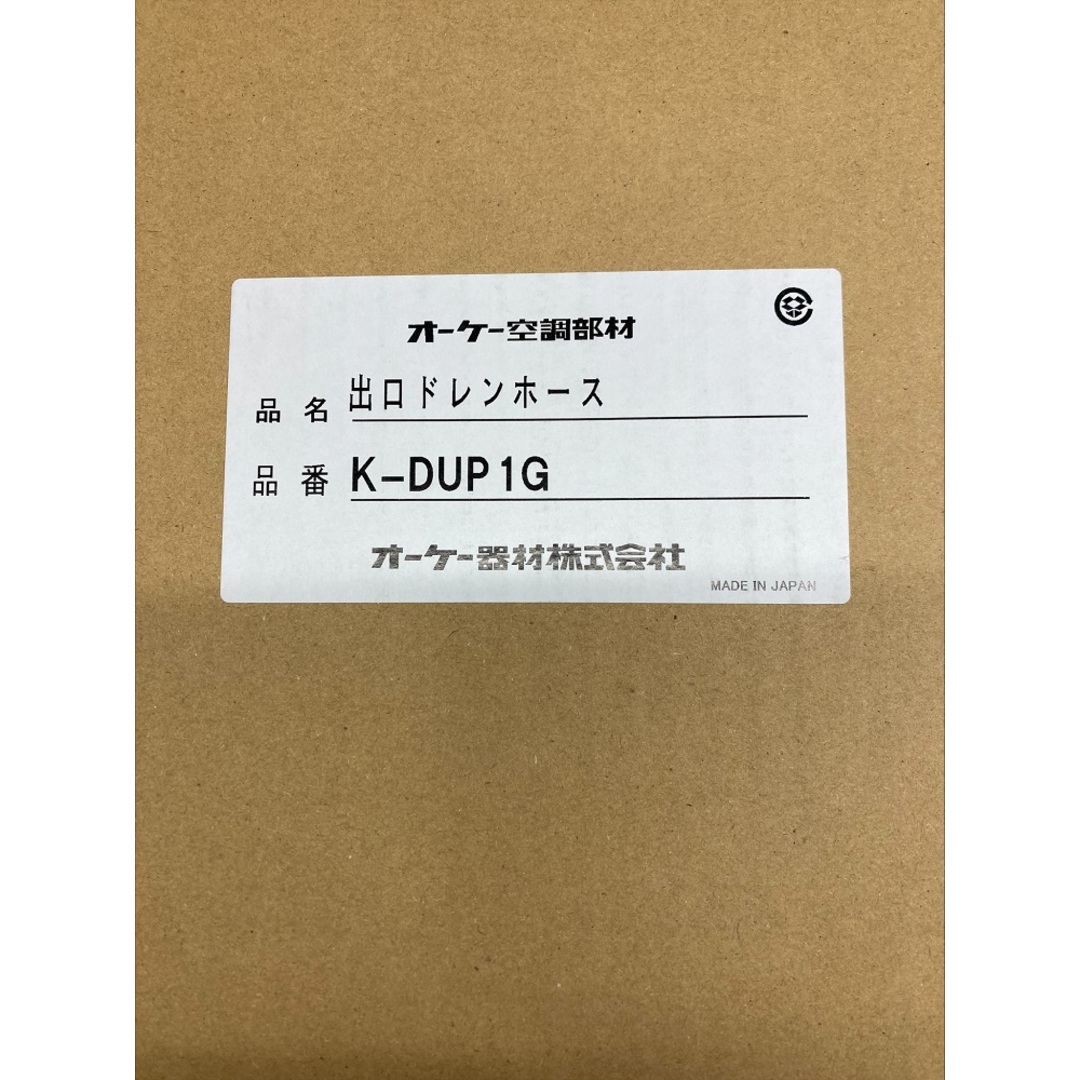 オーケー空調部材
品名 出口ドレンホース
品番 K-DUP1G
オーケー器材株式会社
MADE IN JAPAN